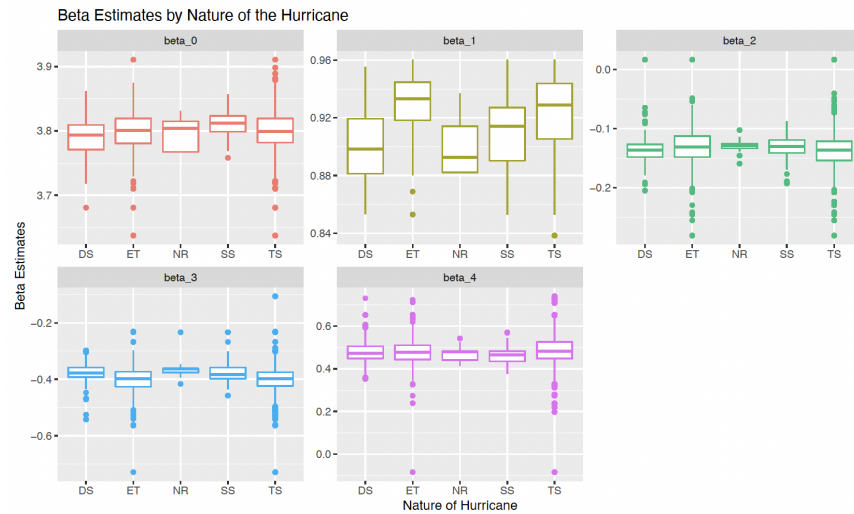 Beta Estimates by Nature of the Hurricane
beta_0
beta_1
beta_2
3.9
3.8
3.7
0.96
0.92
0.88
0.84
0.0
−0.1
−0.2
DS ET NR SS TS
DS ET NR SS TS
DS ET NR SS TS
Beta Estimates
beta_3
beta_4
−0.2
−0.4
−0.6
0.6
0.4
0.2
0.0
DS ET NR SS TS
DS ET NR SS TS
Nature of Hurricane